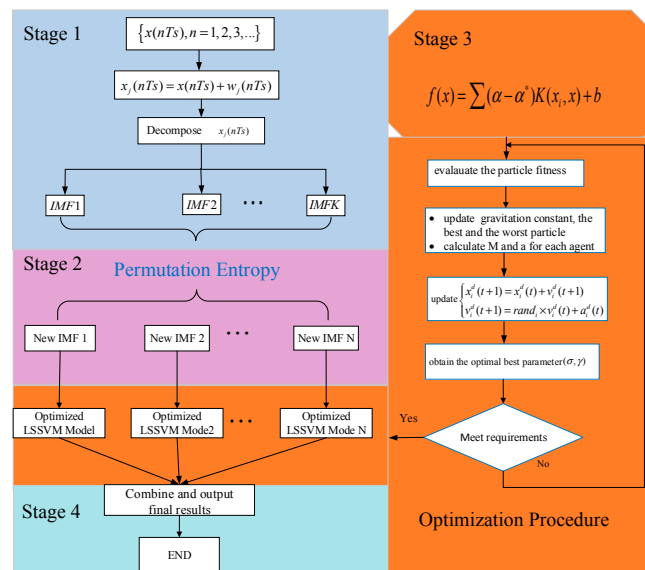 Stage 1
{x(nTs), n = 1, 2, 3, ...}
x_j(nTs) = x(nTs) + w_j(nTs)
Decompose x_j(nTs)
IMF1 IMF2 ... IMFK
Stage 2
Permutation Entropy
New IMF 1 New IMF 2 ... New IMF N
Optimized LSSVM Model Optimized LSSVM Mode2 ... Optimized LSSVM Mode N
Stage 4
Combine and output
final results
END
Stage 3
f(x) = ∑(α − α*)K(x_i, x) + b
evalauate the particle fitness
• update gravitation constant, the
best and the worst particle
• calculate M and a for each agent
update { x_i^d(t+1) = x_i^d(t) + v_i^d(t+1)
v_i^d(t+1) = rand_i × v_i^d(t) + a_i^d(t)
obtain the optimal best parameter(σ, γ)
Yes
Meet requirements
No
Optimization Procedure